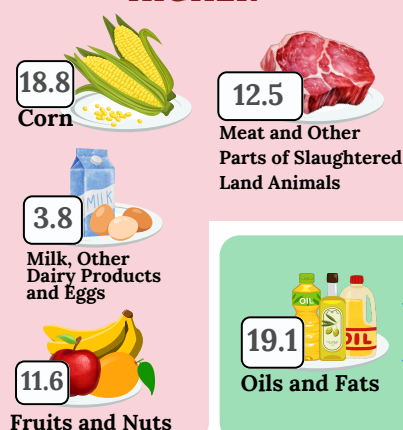 18.8
Corn
12.5
Meat and Other
Parts of Slaughtered
Land Animals
MILK
3.8
Milk, Other
Dairy Products
and Eggs
11.6
Fruits and Nuts
OIL
OIL
19.1
Oils and Fats